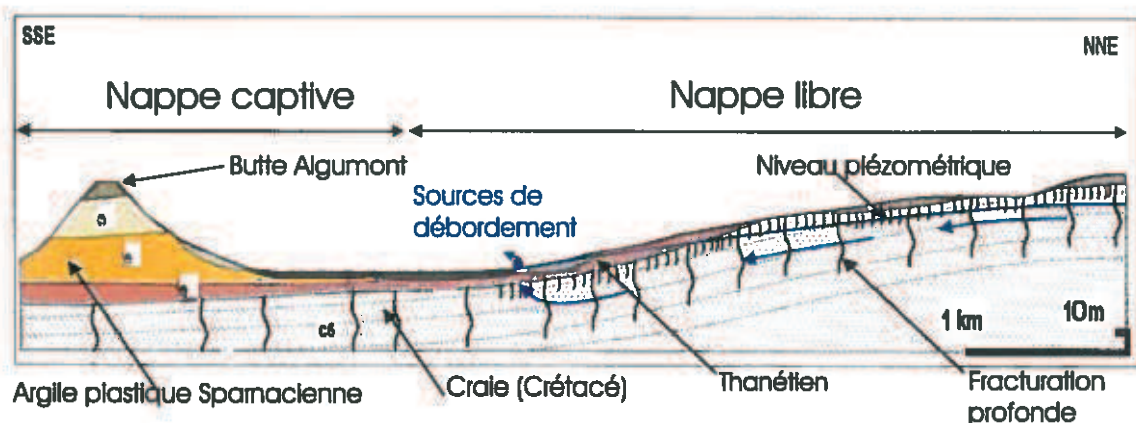 SSE
NNE
Nappe captive
Nappe libre
Butte Aigumont
Niveau piézométrique
Sources de
débordement
e
c6
1 km
10m
Argile plastique Sparnacienne
Craie (Crétacé)
Thanétien
Fracturation
profonde